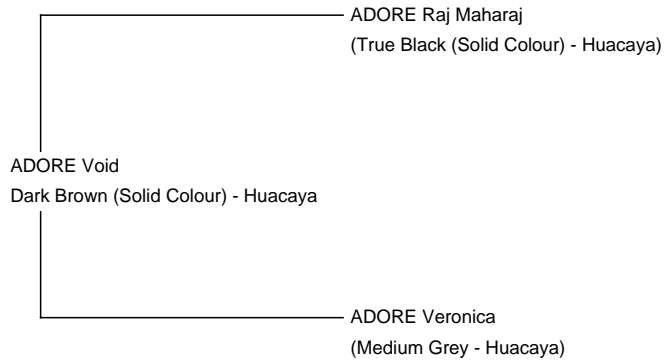 ADORE Raj Maharaj
(True Black (Solid Colour) - Huacaya)
ADORE Void
Dark Brown (Solid Colour) - Huacaya
ADORE Veronica
(Medium Grey - Huacaya)